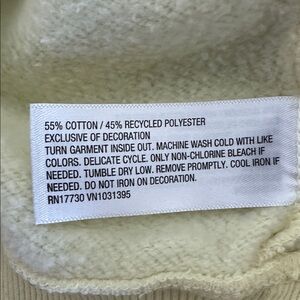 55% COTTON / 45% RECYCLED POLYESTER
EXCLUSIVE OF DECORATION
TURN GARMENT INSIDE OUT. MACHINE WASH COLD WITH LIKE
COLORS. DELICATE CYCLE. ONLY NON-CHLORINE BLEACH IF
NEEDED. TUMBLE DRY LOW. REMOVE PROMPTLY. COOL IRON IF
NEEDED. DO NOT IRON ON DECORATION.
RN17730 VN1031395